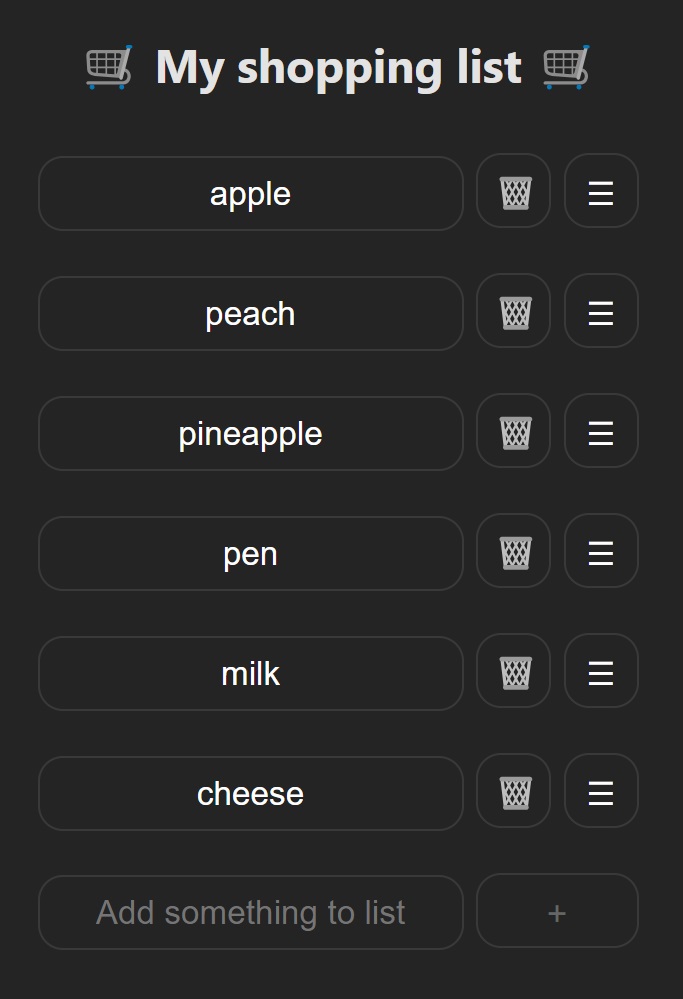 🛒 My shopping list 🛒
apple 🗑 ☰
peach 🗑 ☰
pineapple 🗑 ☰
pen 🗑 ☰
milk 🗑 ☰
cheese 🗑 ☰
Add something to list +